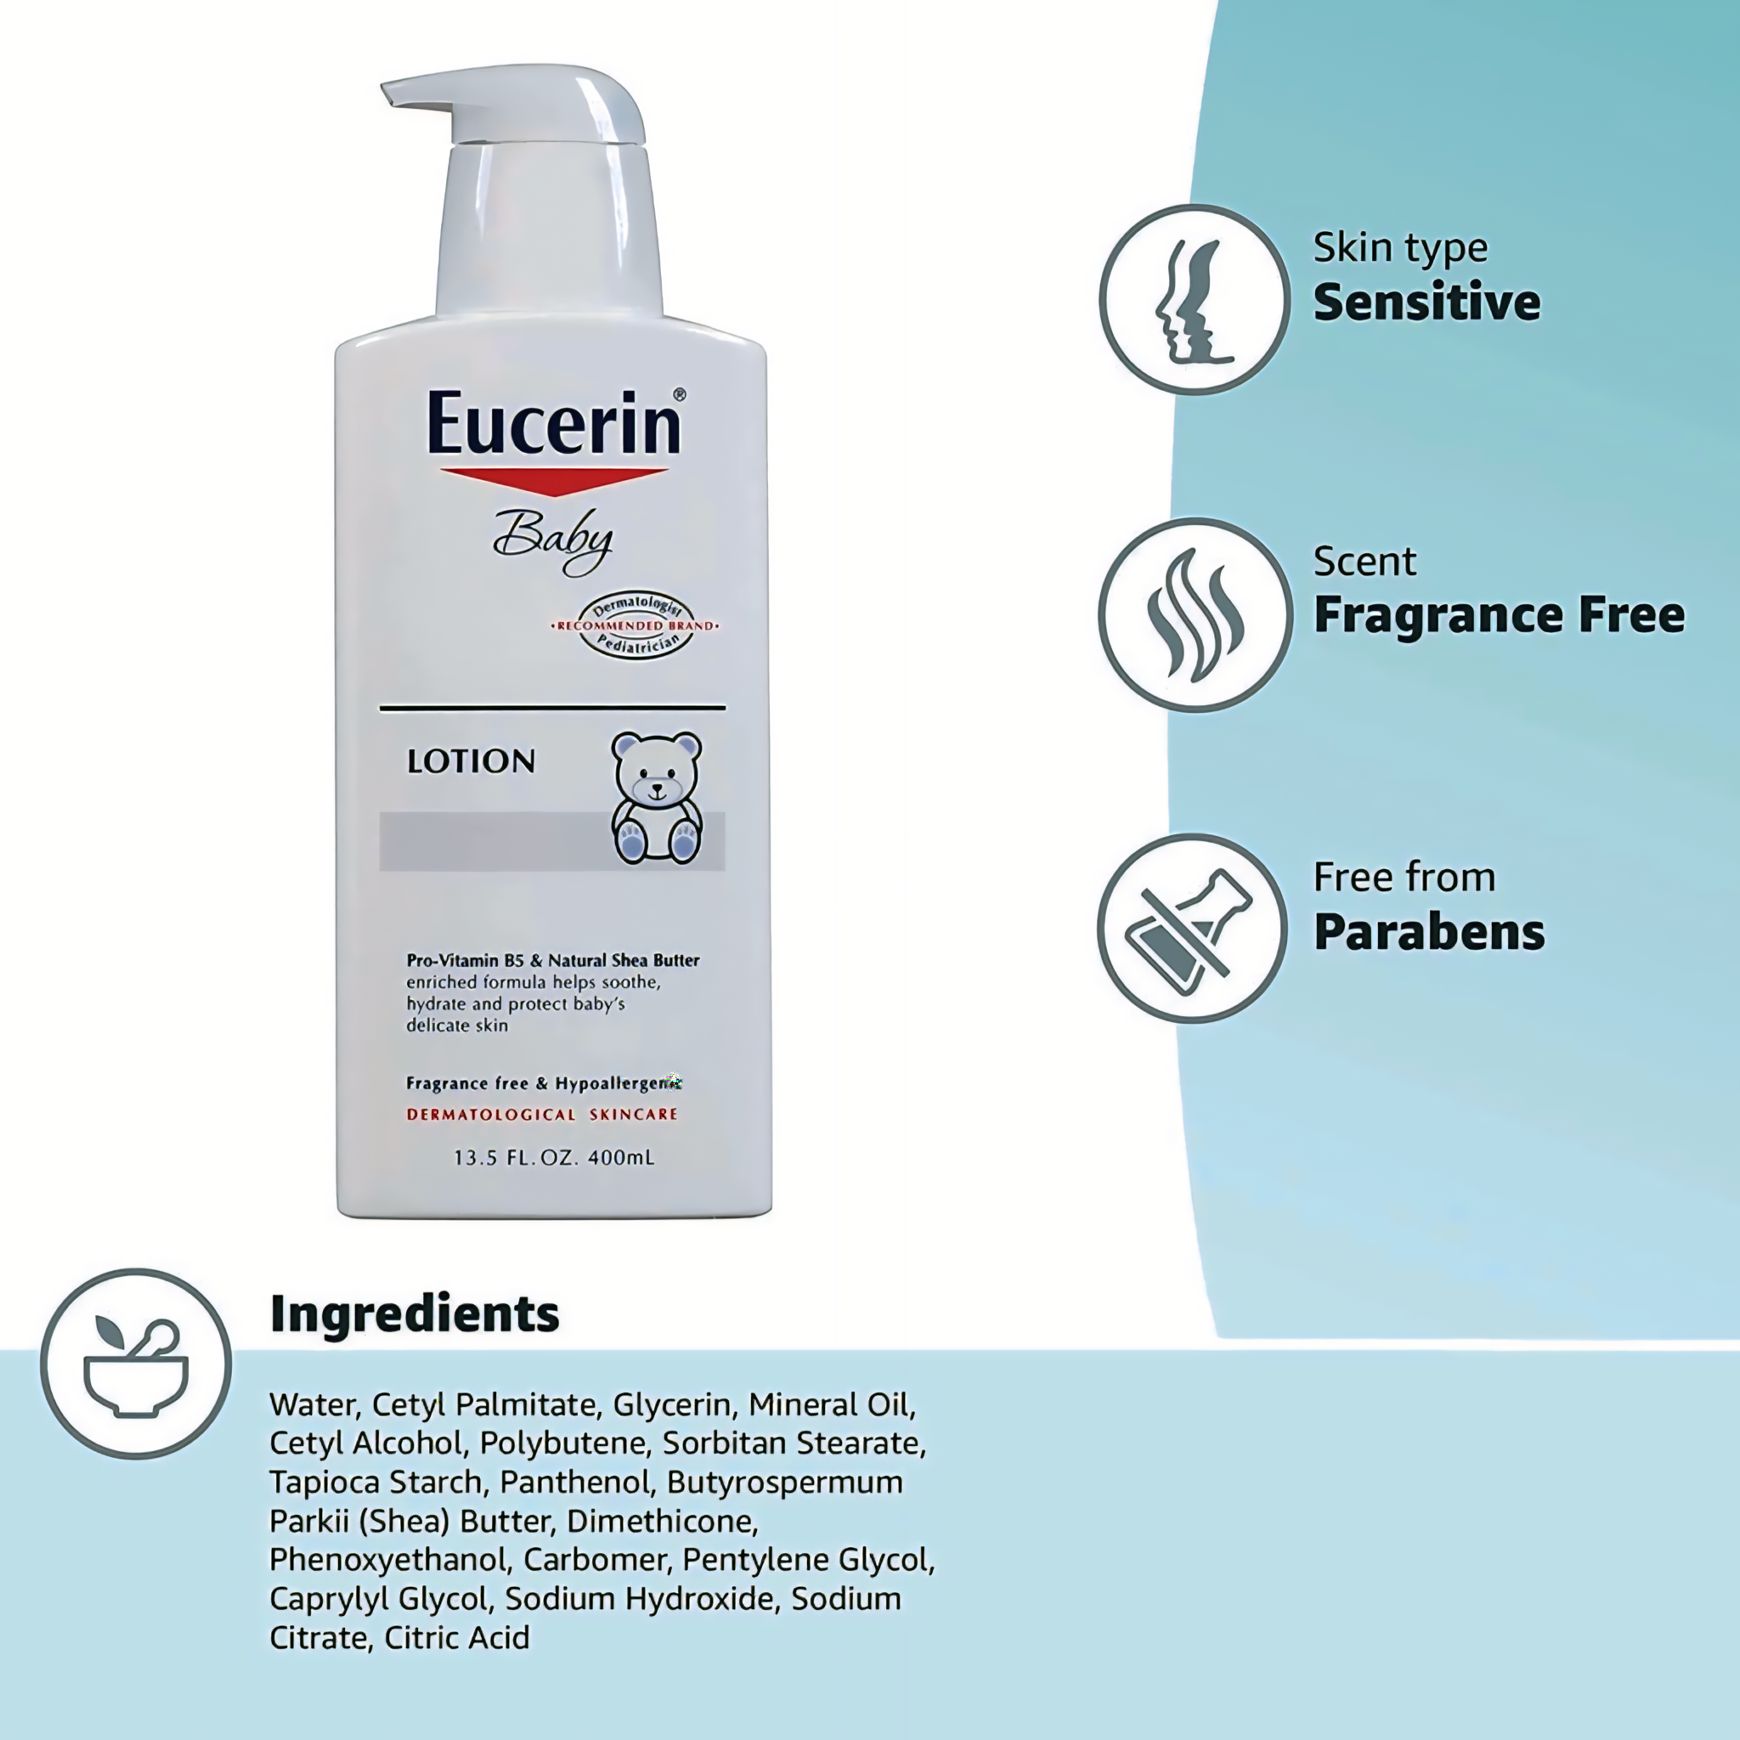 Eucerin®
Baby
Dermatologist
•RECOMMENDED BRAND•
Pediatrician
LOTION
Pro-Vitamin B5 & Natural Shea Butter
enriched formula helps soothe,
hydrate and protect baby's
delicate skin
Fragrance free & Hypoallergenic
DERMATOLOGICAL SKINCARE
13.5 FL. OZ. 400mL
Skin type
Sensitive
Scent
Fragrance Free
Free from
Parabens
Ingredients
Water, Cetyl Palmitate, Glycerin, Mineral Oil,
Cetyl Alcohol, Polybutene, Sorbitan Stearate,
Tapioca Starch, Panthenol, Butyrospermum
Parkii (Shea) Butter, Dimethicone,
Phenoxyethanol, Carbomer, Pentylene Glycol,
Caprylyl Glycol, Sodium Hydroxide, Sodium
Citrate, Citric Acid